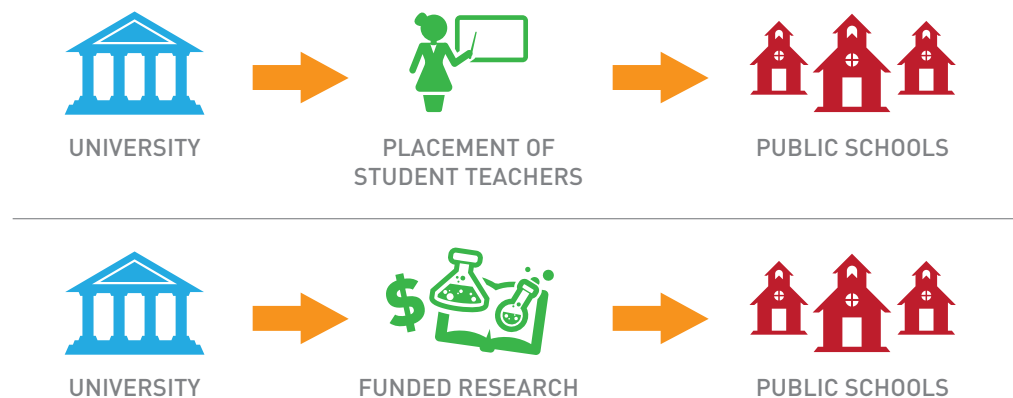 UNIVERSITY
PLACEMENT OF
STUDENT TEACHERS
PUBLIC SCHOOLS
$
UNIVERSITY
FUNDED RESEARCH
PUBLIC SCHOOLS